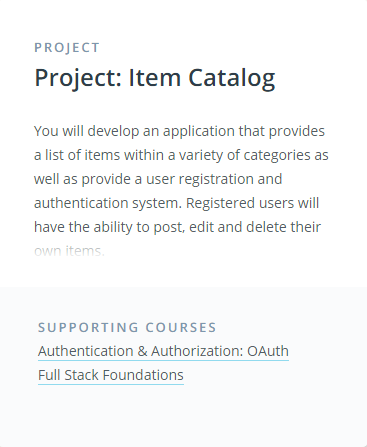 PROJECT
Project: Item Catalog
You will develop an application that provides
a list of items within a variety of categories as
well as provide a user registration and
authentication system. Registered users will
have the ability to post, edit and delete their
own items.
SUPPORTING COURSES
Authentication & Authorization: OAuth
Full Stack Foundations